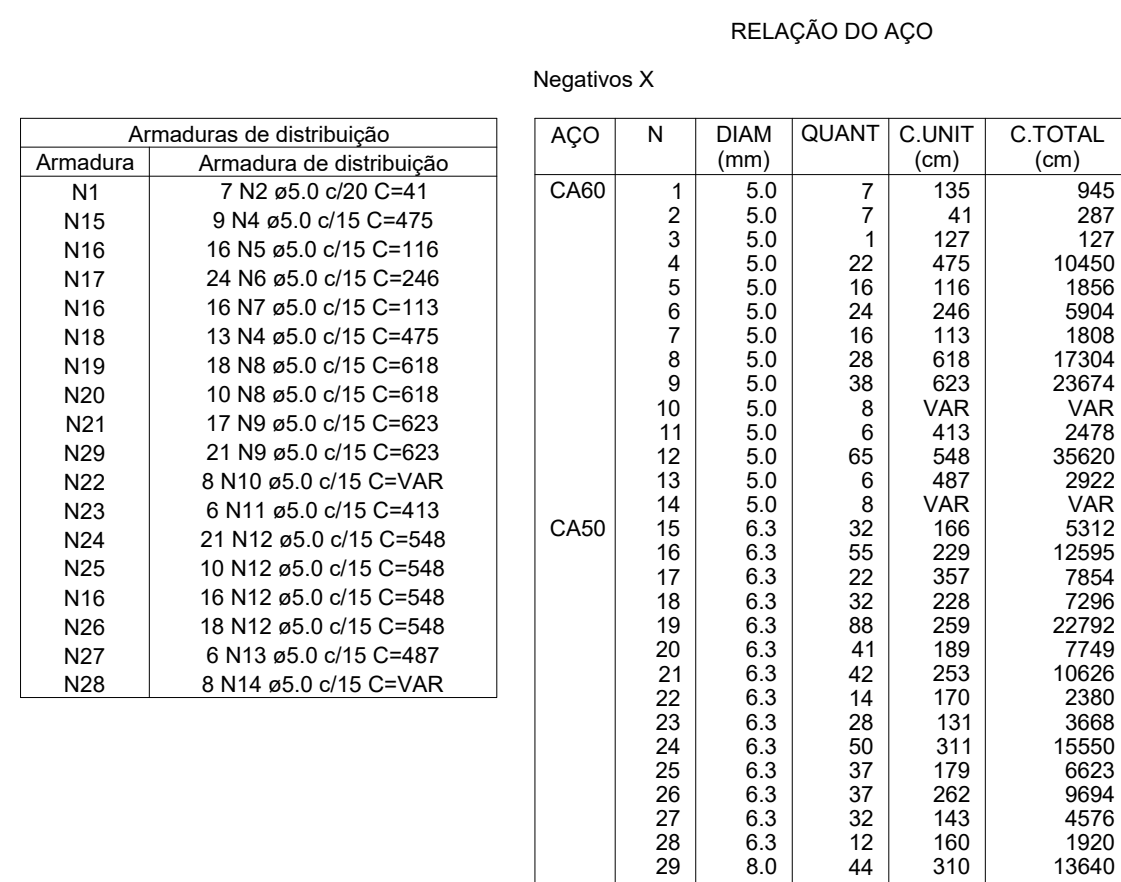 RELAÇÃO DO AÇO
Negativos X
Armaduras de distribuição
Armadura Armadura de distribuição
N1 7 N2 ø5.0 c/20 C=41
N15 9 N4 ø5.0 c/15 C=475
N16 16 N5 ø5.0 c/15 C=116
N17 24 N6 ø5.0 c/15 C=246
N16 16 N7 ø5.0 c/15 C=113
N18 13 N4 ø5.0 c/15 C=475
N19 18 N8 ø5.0 c/15 C=618
N20 10 N8 ø5.0 c/15 C=618
N21 17 N9 ø5.0 c/15 C=623
N29 21 N9 ø5.0 c/15 C=623
N22 8 N10 ø5.0 c/15 C=VAR
N23 6 N11 ø5.0 c/15 C=413
N24 21 N12 ø5.0 c/15 C=548
N25 10 N12 ø5.0 c/15 C=548
N16 16 N12 ø5.0 c/15 C=548
N26 18 N12 ø5.0 c/15 C=548
N27 6 N13 ø5.0 c/15 C=487
N28 8 N14 ø5.0 c/15 C=VAR
AÇO N DIAM QUANT C.UNIT C.TOTAL
(mm) (cm) (cm)
CA60 1 5.0 7 135 945
2 5.0 7 41 287
3 5.0 1 127 127
4 5.0 22 475 10450
5 5.0 16 116 1856
6 5.0 24 246 5904
7 5.0 16 113 1808
8 5.0 28 618 17304
9 5.0 38 623 23674
10 5.0 8 VAR VAR
11 5.0 6 413 2478
12 5.0 65 548 35620
13 5.0 6 487 2922
14 5.0 8 VAR VAR
CA50 15 6.3 32 166 5312
16 6.3 55 229 12595
17 6.3 22 357 7854
18 6.3 32 228 7296
19 6.3 88 259 22792
20 6.3 41 189 7749
21 6.3 42 253 10626
22 6.3 14 170 2380
23 6.3 28 131 3668
24 6.3 50 311 15550
25 6.3 37 179 6623
26 6.3 37 262 9694
27 6.3 32 143 4576
28 6.3 12 160 1920
29 8.0 44 310 13640